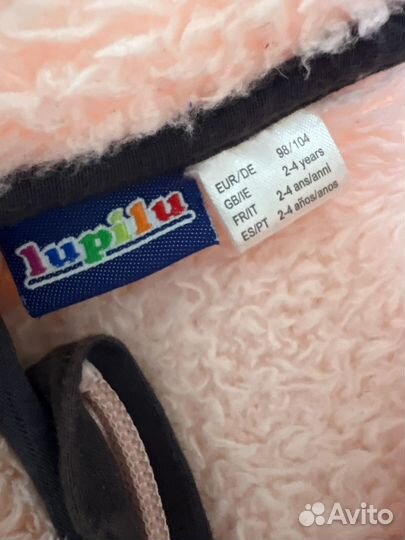 lupilu
EUR/DE 98/104
GB/IE 2-4 years
FR/IT 2-4 ans/anni
ES/PT 2-4 años/anos
Avito